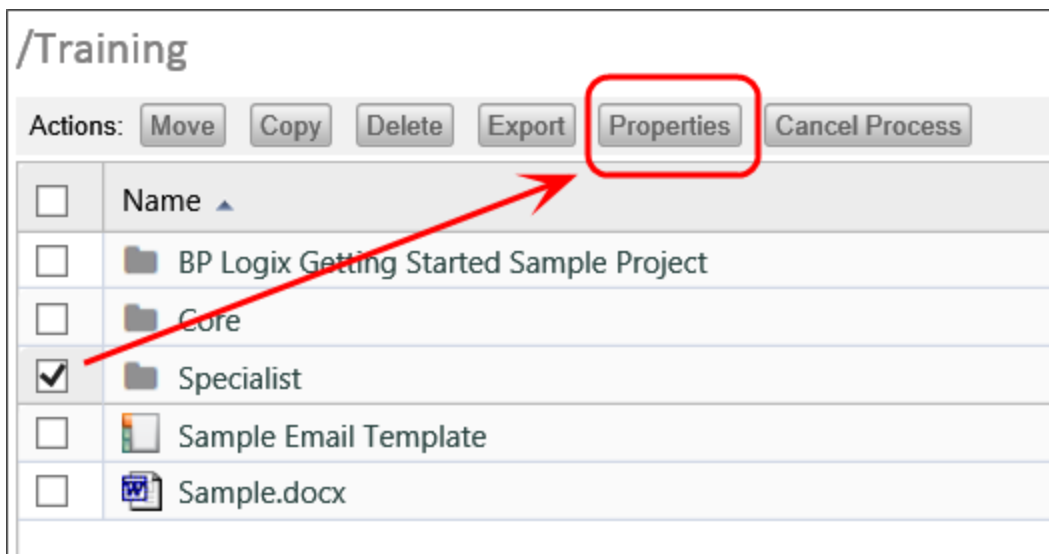 /Training
Actions: Move Copy Delete Export Properties Cancel Process
Name
BP Logix Getting Started Sample Project
Core
Specialist
Sample Email Template
Sample.docx